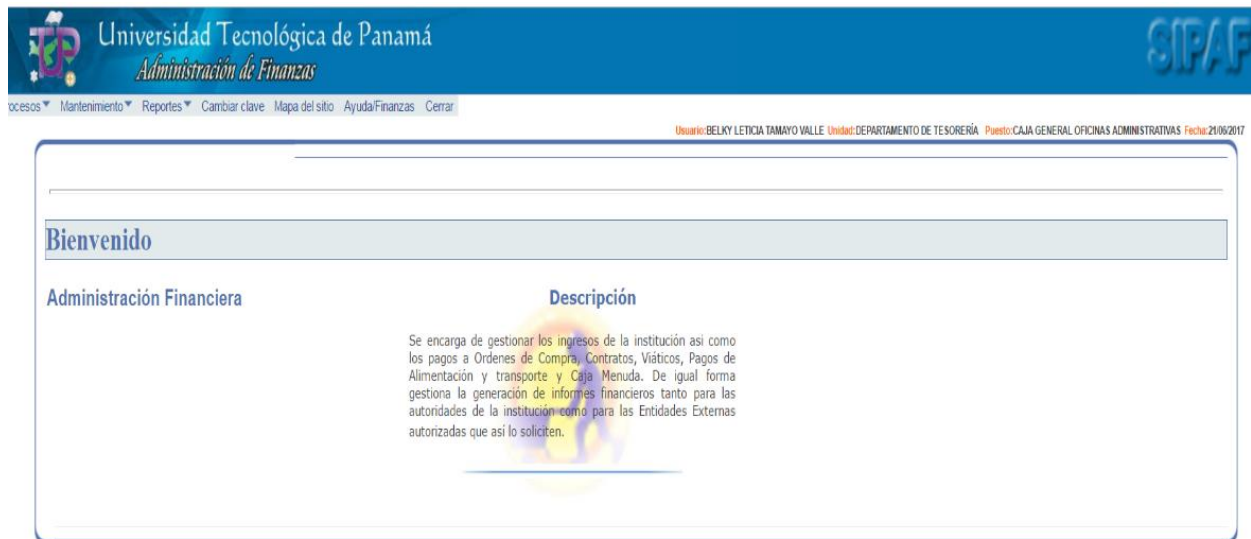 Universidad Tecnológica de Panamá
Administración de Finanzas
SIPAF
rocesos Mantenimiento Reportes Cambiar clave Mapa del sitio Ayuda/Finanzas Cerrar
Usuario:BELKY LETICIA TAMAYO VALLE Unidad:DEPARTAMENTO DE TESORERÍA Puesto:CAJA GENERAL OFICINAS ADMINISTRATIVAS Fecha:21/06/2017
Bienvenido
Administración Financiera
Descripción
Se encarga de gestionar los ingresos de la institución asi como
los pagos a Ordenes de Compra, Contratos, Viáticos, Pagos de
Alimentación y transporte y Caja Menuda. De igual forma
gestiona la generación de informes financieros tanto para las
autoridades de la institución como para las Entidades Externas
autorizadas que así lo soliciten.